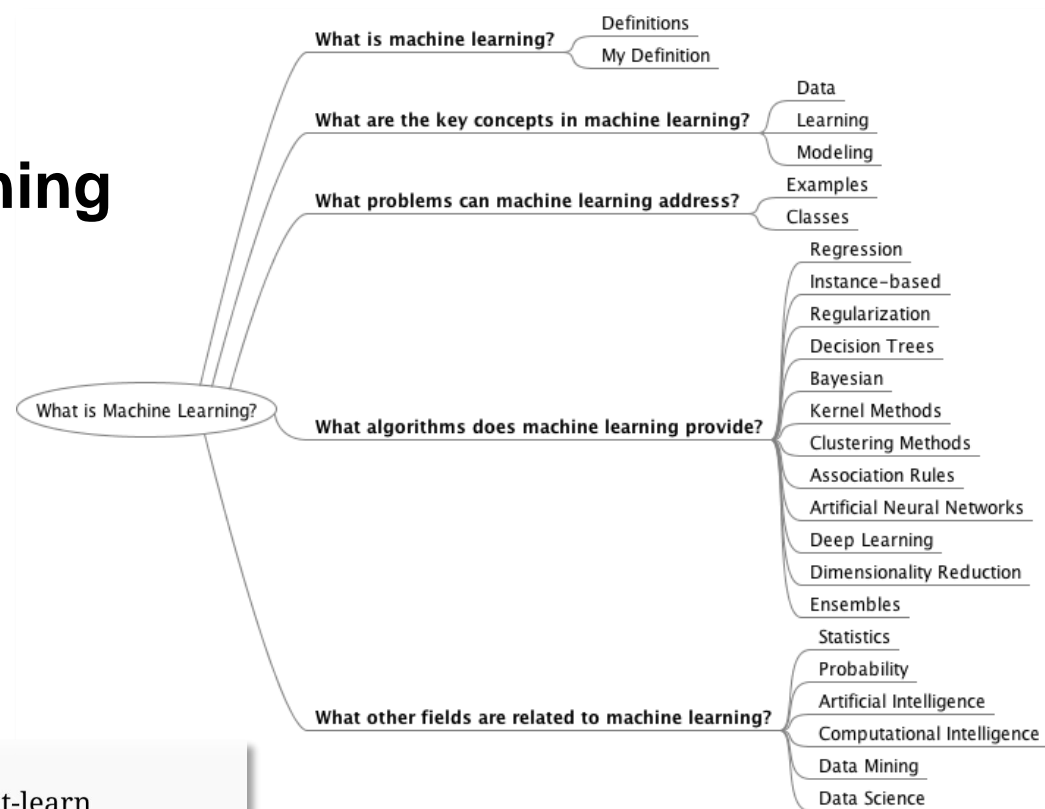 What is machine learning?
Definitions
My Definition
What are the key concepts in machine learning?
Data
Learning
Modeling
ning
What problems can machine learning address?
Examples
Classes
What is Machine Learning?
What algorithms does machine learning provide?
Regression
Instance-based
Regularization
Decision Trees
Bayesian
Kernel Methods
Clustering Methods
Association Rules
Artificial Neural Networks
Deep Learning
Dimensionality Reduction
Ensembles
What other fields are related to machine learning?
Statistics
Probability
Artificial Intelligence
Computational Intelligence
Data Mining
Data Science
t-learn